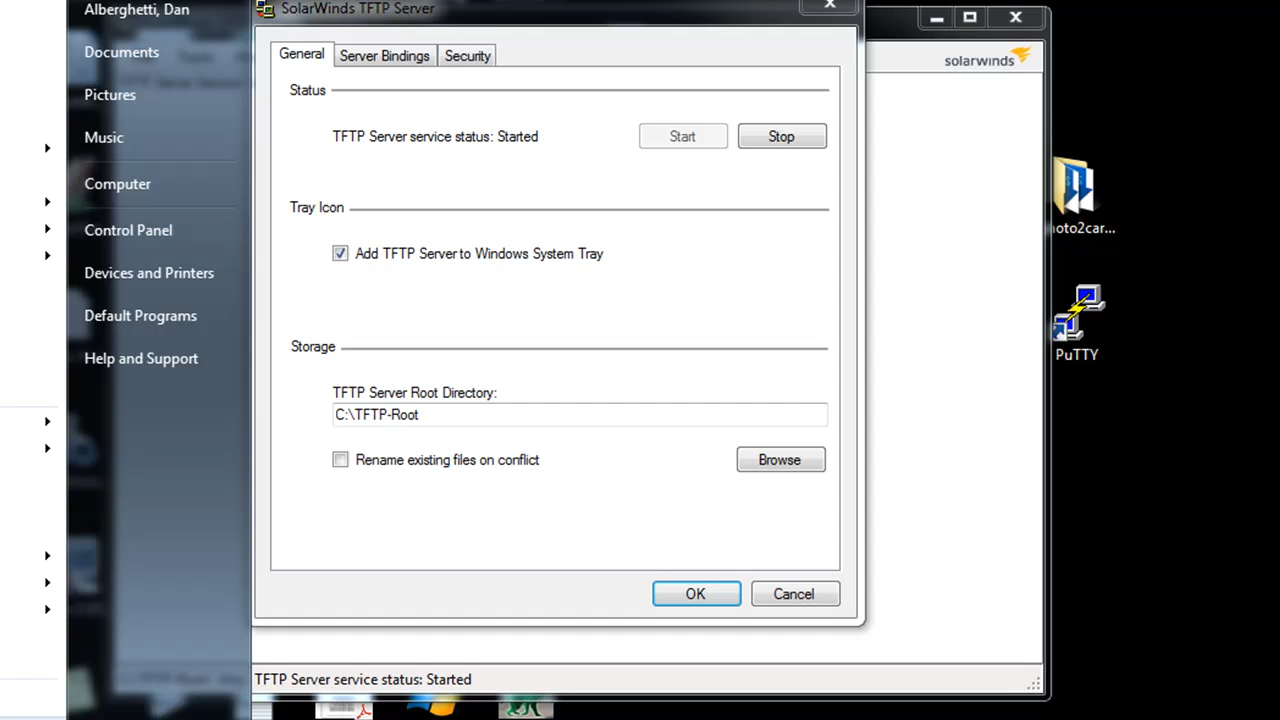 Alberghetti, Dan
Documents
Pictures
Music
Computer
Control Panel
Devices and Printers
Default Programs
Help and Support
SolarWinds TFTP Server
General
Server Bindings
Security
Status
TFTP Server service status: Started
Start
Stop
Tray Icon
Add TFTP Server to Windows System Tray
Storage
TFTP Server Root Directory:
C:\TFTP-Root
Rename existing files on conflict
Browse
OK
Cancel
TFTP Server service status: Started
solarwinds
oto2car...
PuTTY